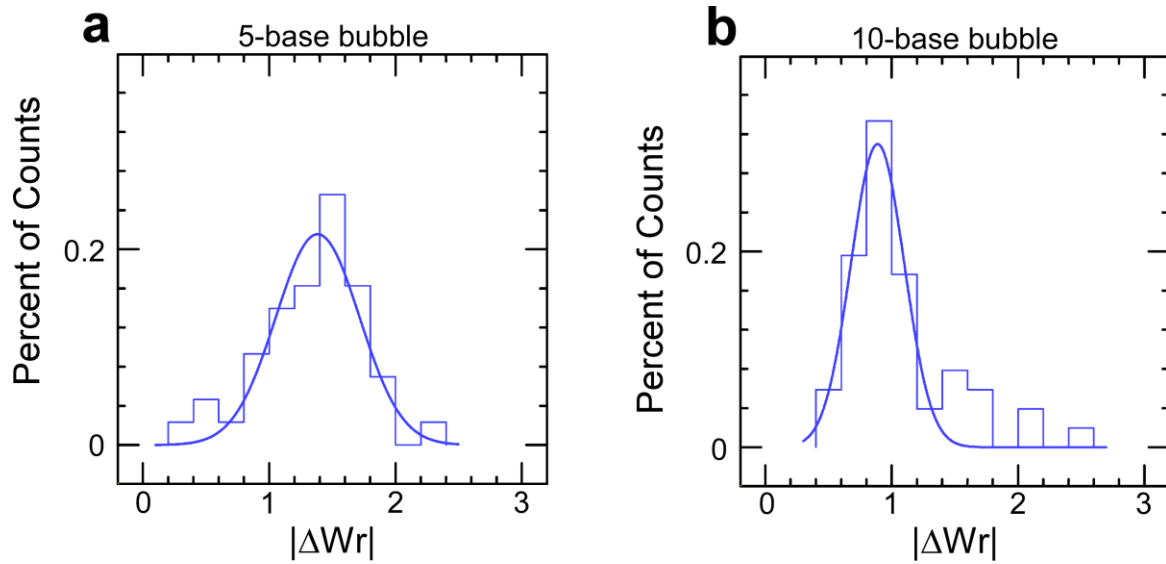 a
5-base bubble
Percent of Counts
0.2
0
0
1
2
3
|ΔWr|
b
10-base bubble
Percent of Counts
0.2
0
0
1
2
3
|ΔWr|